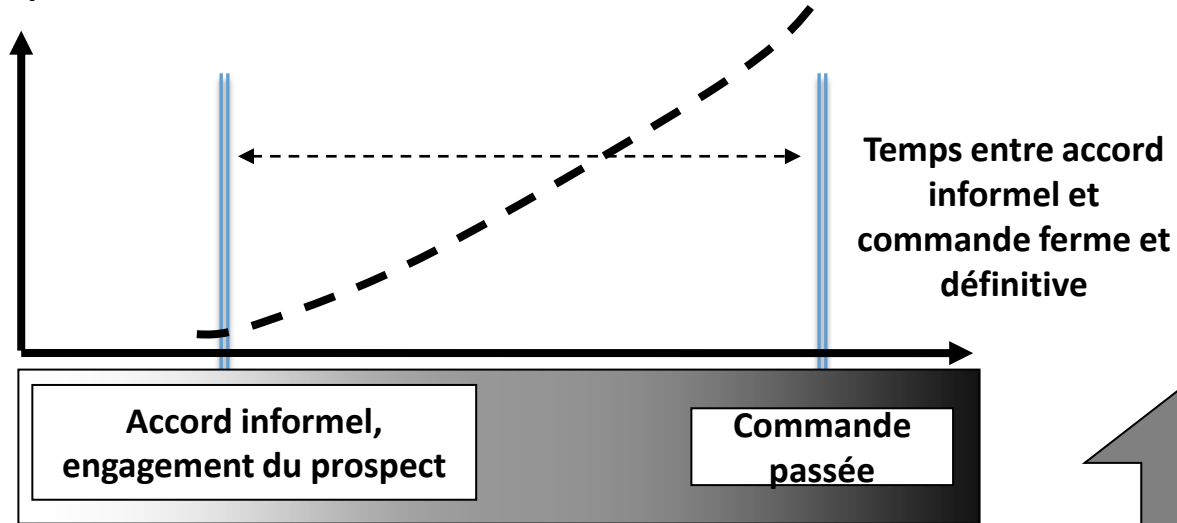 Temps entre accord
informel et
commande ferme et
définitive
Accord informel,
engagement du prospect
Commande
passée